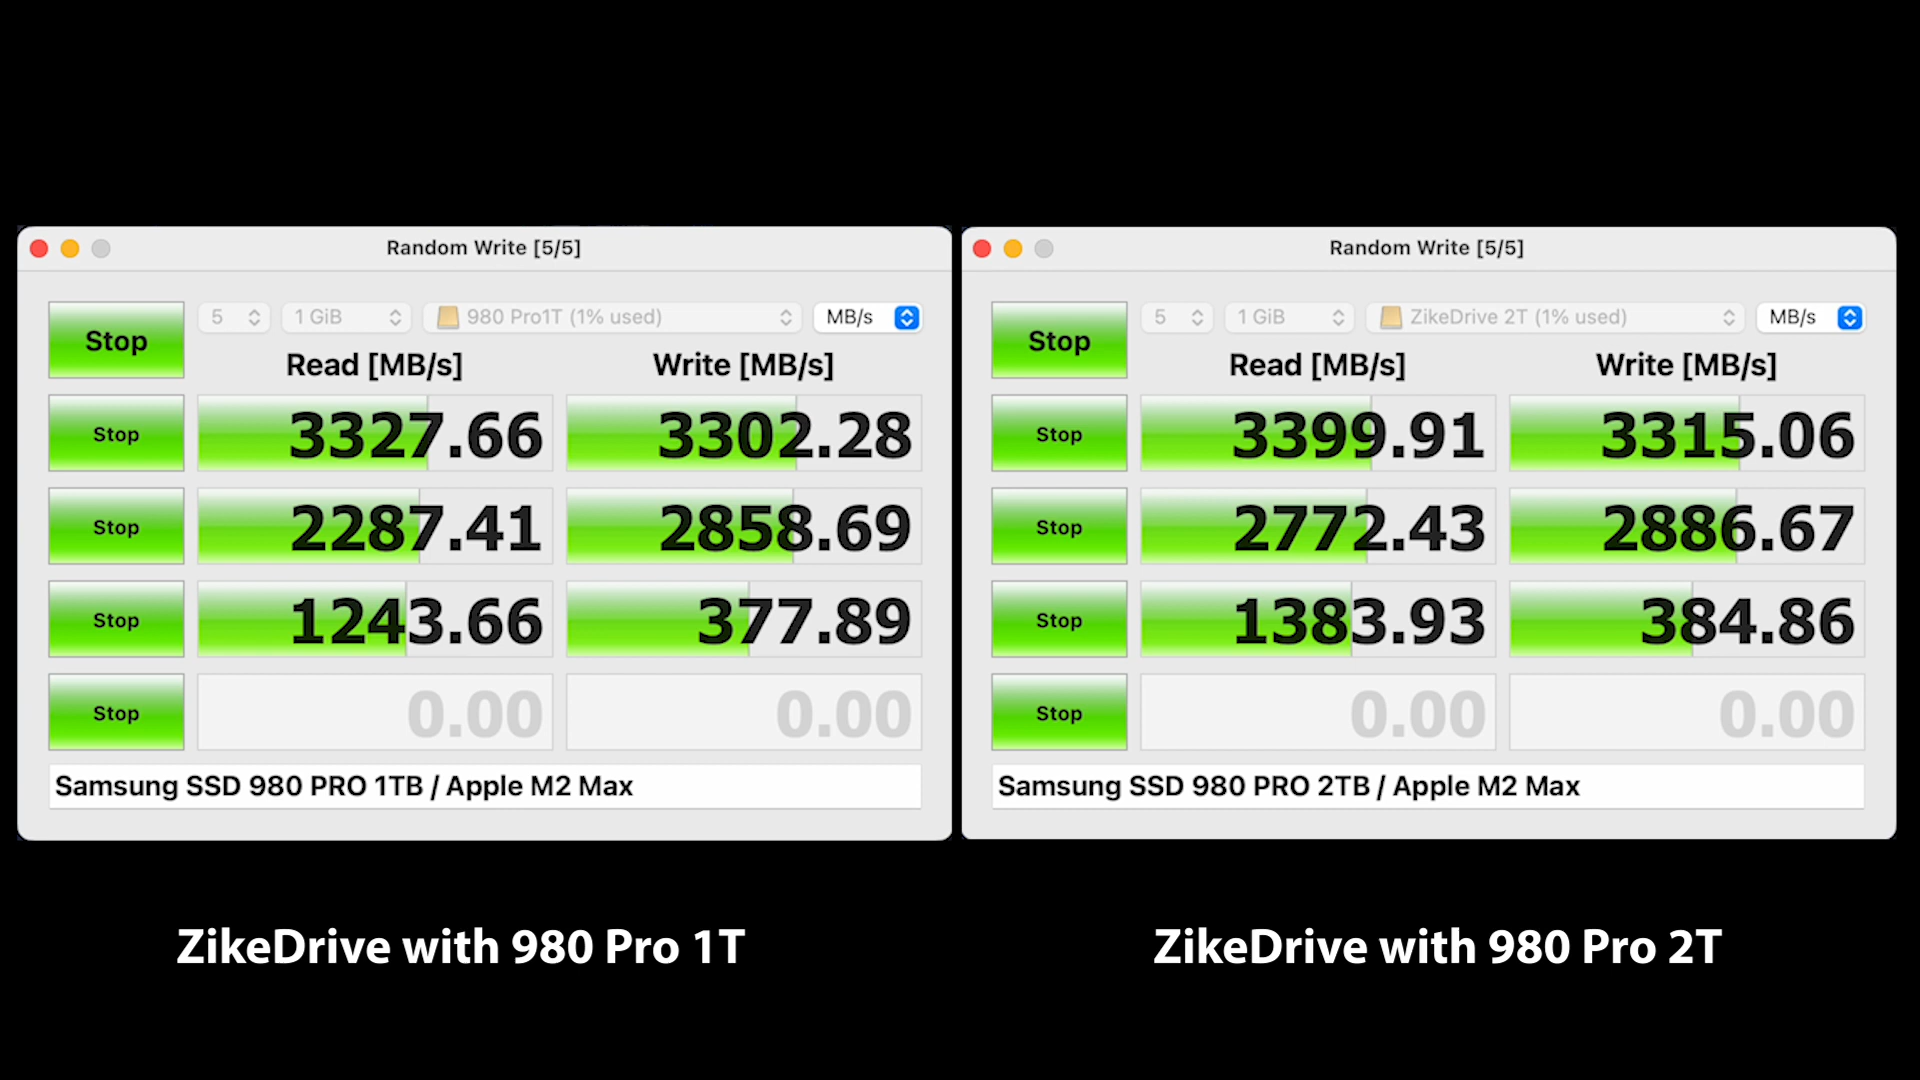 Random Write [5/5]
Stop
5
1 GiB
980 Pro1T (1% used)
MB/s
Read [MB/s]
Write [MB/s]
Stop
3327.66
3302.28
Stop
2287.41
2858.69
Stop
1243.66
377.89
Stop
0.00
0.00
Samsung SSD 980 PRO 1TB / Apple M2 Max
ZikeDrive with 980 Pro 1T
Random Write [5/5]
Stop
5
1 GiB
ZikeDrive 2T (1% used)
MB/s
Read [MB/s]
Write [MB/s]
Stop
3399.91
3315.06
Stop
2772.43
2886.67
Stop
1383.93
384.86
Stop
0.00
0.00
Samsung SSD 980 PRO 2TB / Apple M2 Max
ZikeDrive with 980 Pro 2T